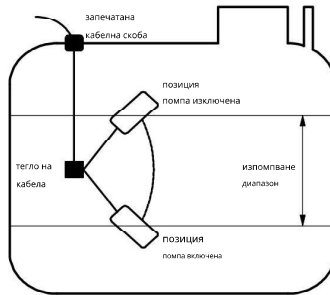 запечатана
кабелна скоба
позиция
помпа изключена
тегло на
кабела
изпомпване
диапазон
позиция
помпа включена